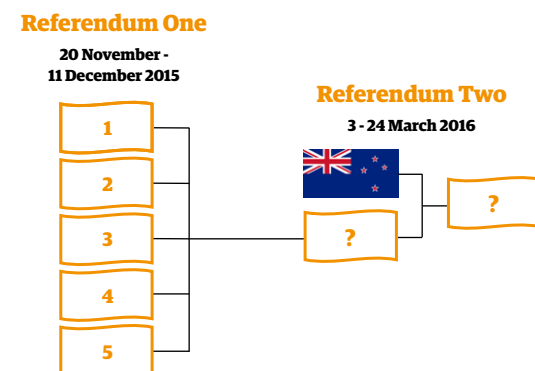 Referendum One
20 November -
11 December 2015
1
2
3
4
5
Referendum Two
3 - 24 March 2016
?
?